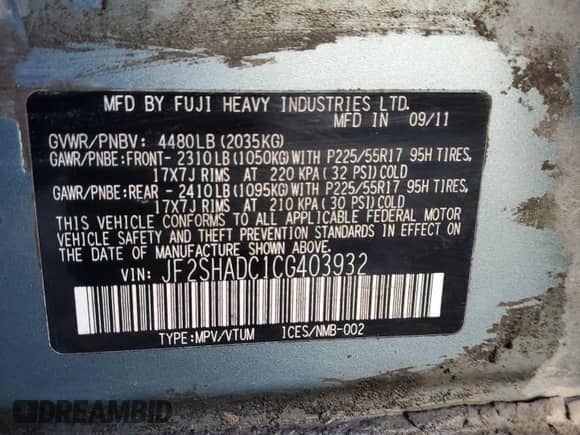 MFD BY FUJI HEAVY INDUSTRIES LTD.
MFD IN 09/11
GVWR/PNBV: 4480LB(2035KG)
GAWR/PNBE:FRONT- 2310LB(1050KG)WITH P225/55R17 95H TIRES,
17X7J RIMS AT 220 KPA(32 PSI)COLD
GAWR/PNBE:REAR - 2410LB(1095KG)WITH P225/55R17 95H TIRES,
17X7J RIMS AT 210 KPA(30 PSI)COLD
THIS VEHICLE CONFORMS TO ALL APPLICABLE FEDERAL MOTOR
VEHICLE SAFETY AND THEFT PREVENTION STANDARDS IN EFFECT ON
THE DATE OF MANUFACTURE SHOWN ABOVE.
VIN: JF2SHADC1CG403932
TYPE:MPV/VTUM ICES/NMB-002
DREAMBID